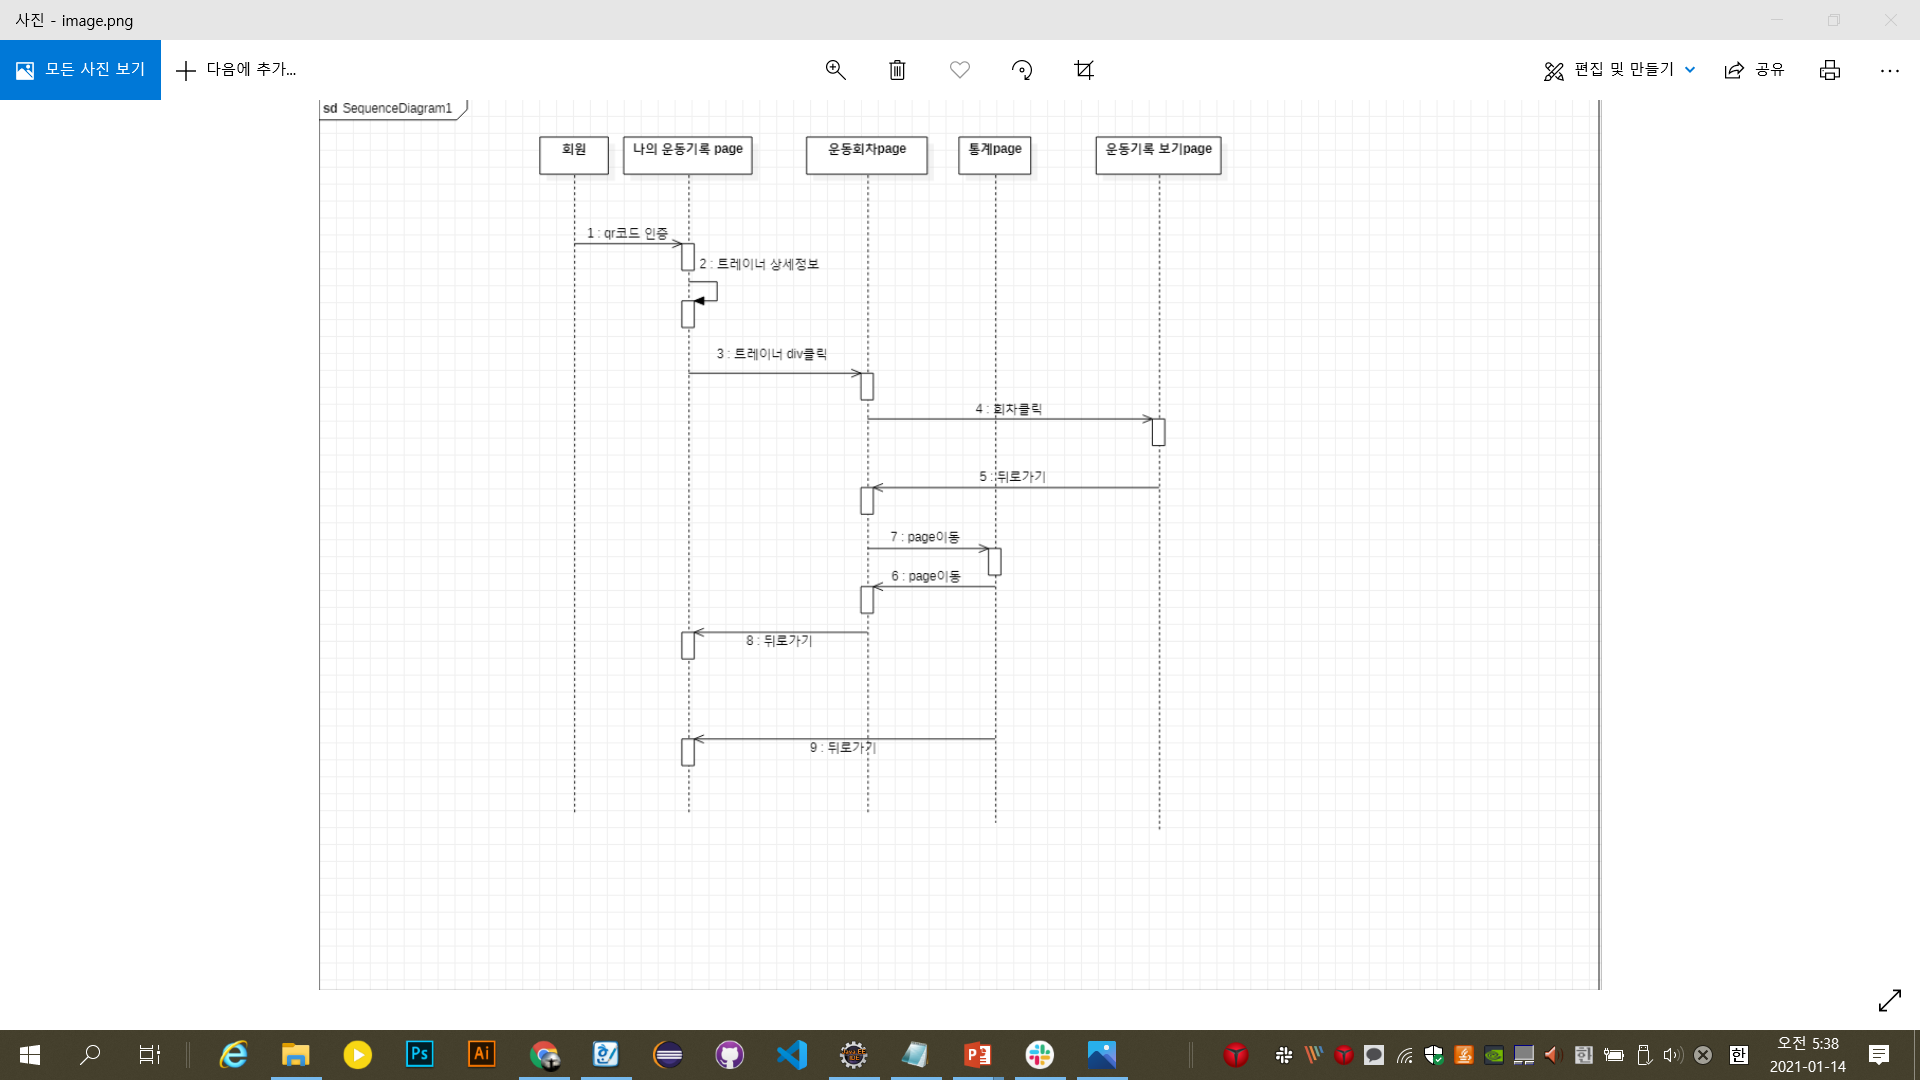 사진 - image.png
모든 사진 보기
다음에 추가...
편집 및 만들기
공유
sd SequenceDiagram1
회원
나의 운동기록 page
운동회차page
통계page
운동기록 보기page
1 : qr코드 인증
2 : 트레이너 상세정보
3 : 트레이너 div클릭
4 : 회차클릭
5 : 뒤로가기
7 : page이동
6 : page이동
8 : 뒤로가기
9 : 뒤로가기
Ps
Ai
한
오전 5:38
2021-01-14